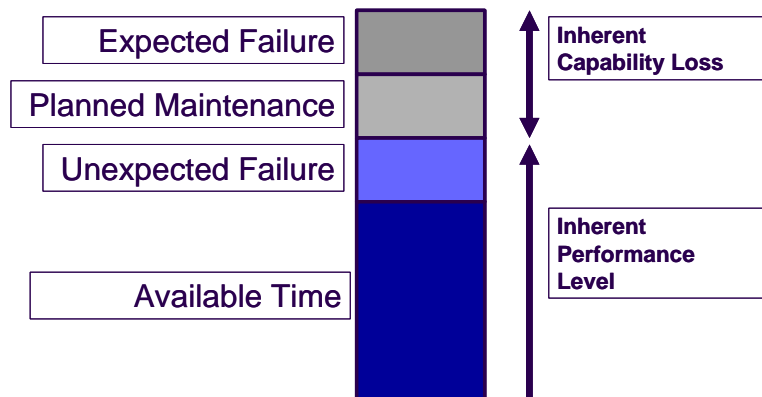 Expected Failure
Inherent
Capability Loss
Planned Maintenance
Unexpected Failure
Inherent
Performance
Level
Available Time